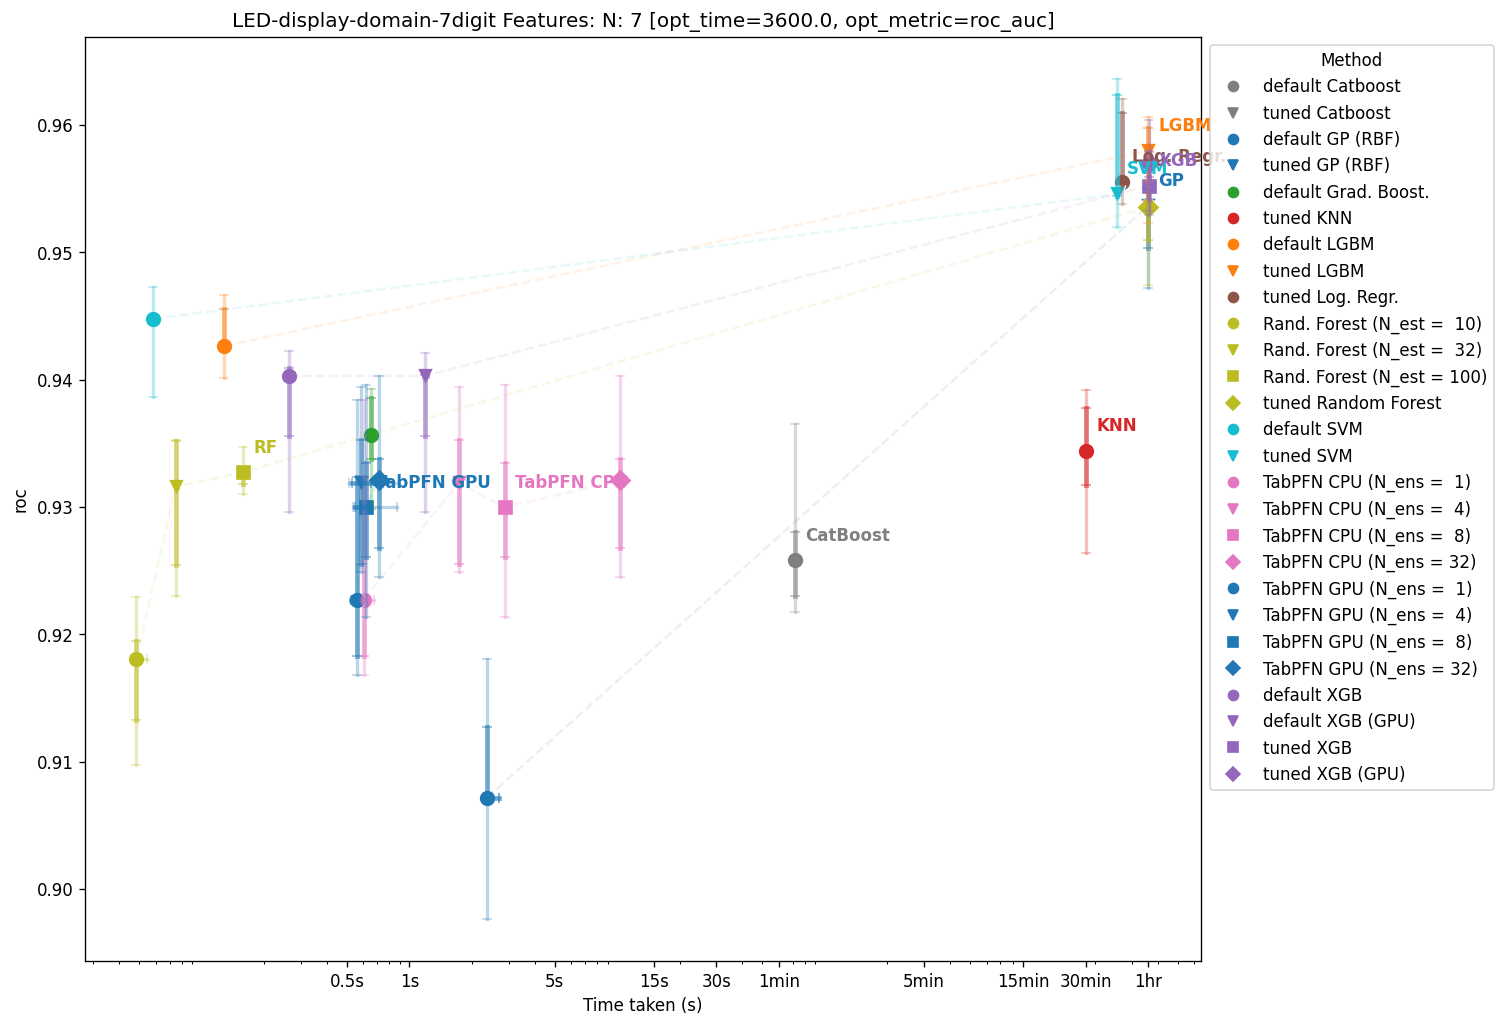 LED-display-domain-7digit Features: N: 7 [opt_time=3600.0, opt_metric=roc_auc]
roc
0.96
0.95
0.94
0.93
0.92
0.91
0.90
LGBM
Log. Regr.
XGB
SVM
GP
RF
KNN
TabPFN GPU
TabPFN CP
CatBoost
0.5s
1s
5s
15s
30s
1min
5min
15min
30min
1hr
Time taken (s)
Method
default Catboost
tuned Catboost
default GP (RBF)
tuned GP (RBF)
default Grad. Boost.
tuned KNN
default LGBM
tuned LGBM
tuned Log. Regr.
Rand. Forest (N_est =  10)
Rand. Forest (N_est =  32)
Rand. Forest (N_est = 100)
tuned Random Forest
default SVM
tuned SVM
TabPFN CPU (N_ens =  1)
TabPFN CPU (N_ens =  4)
TabPFN CPU (N_ens =  8)
TabPFN CPU (N_ens = 32)
TabPFN GPU (N_ens =  1)
TabPFN GPU (N_ens =  4)
TabPFN GPU (N_ens =  8)
TabPFN GPU (N_ens = 32)
default XGB
default XGB (GPU)
tuned XGB
tuned XGB (GPU)